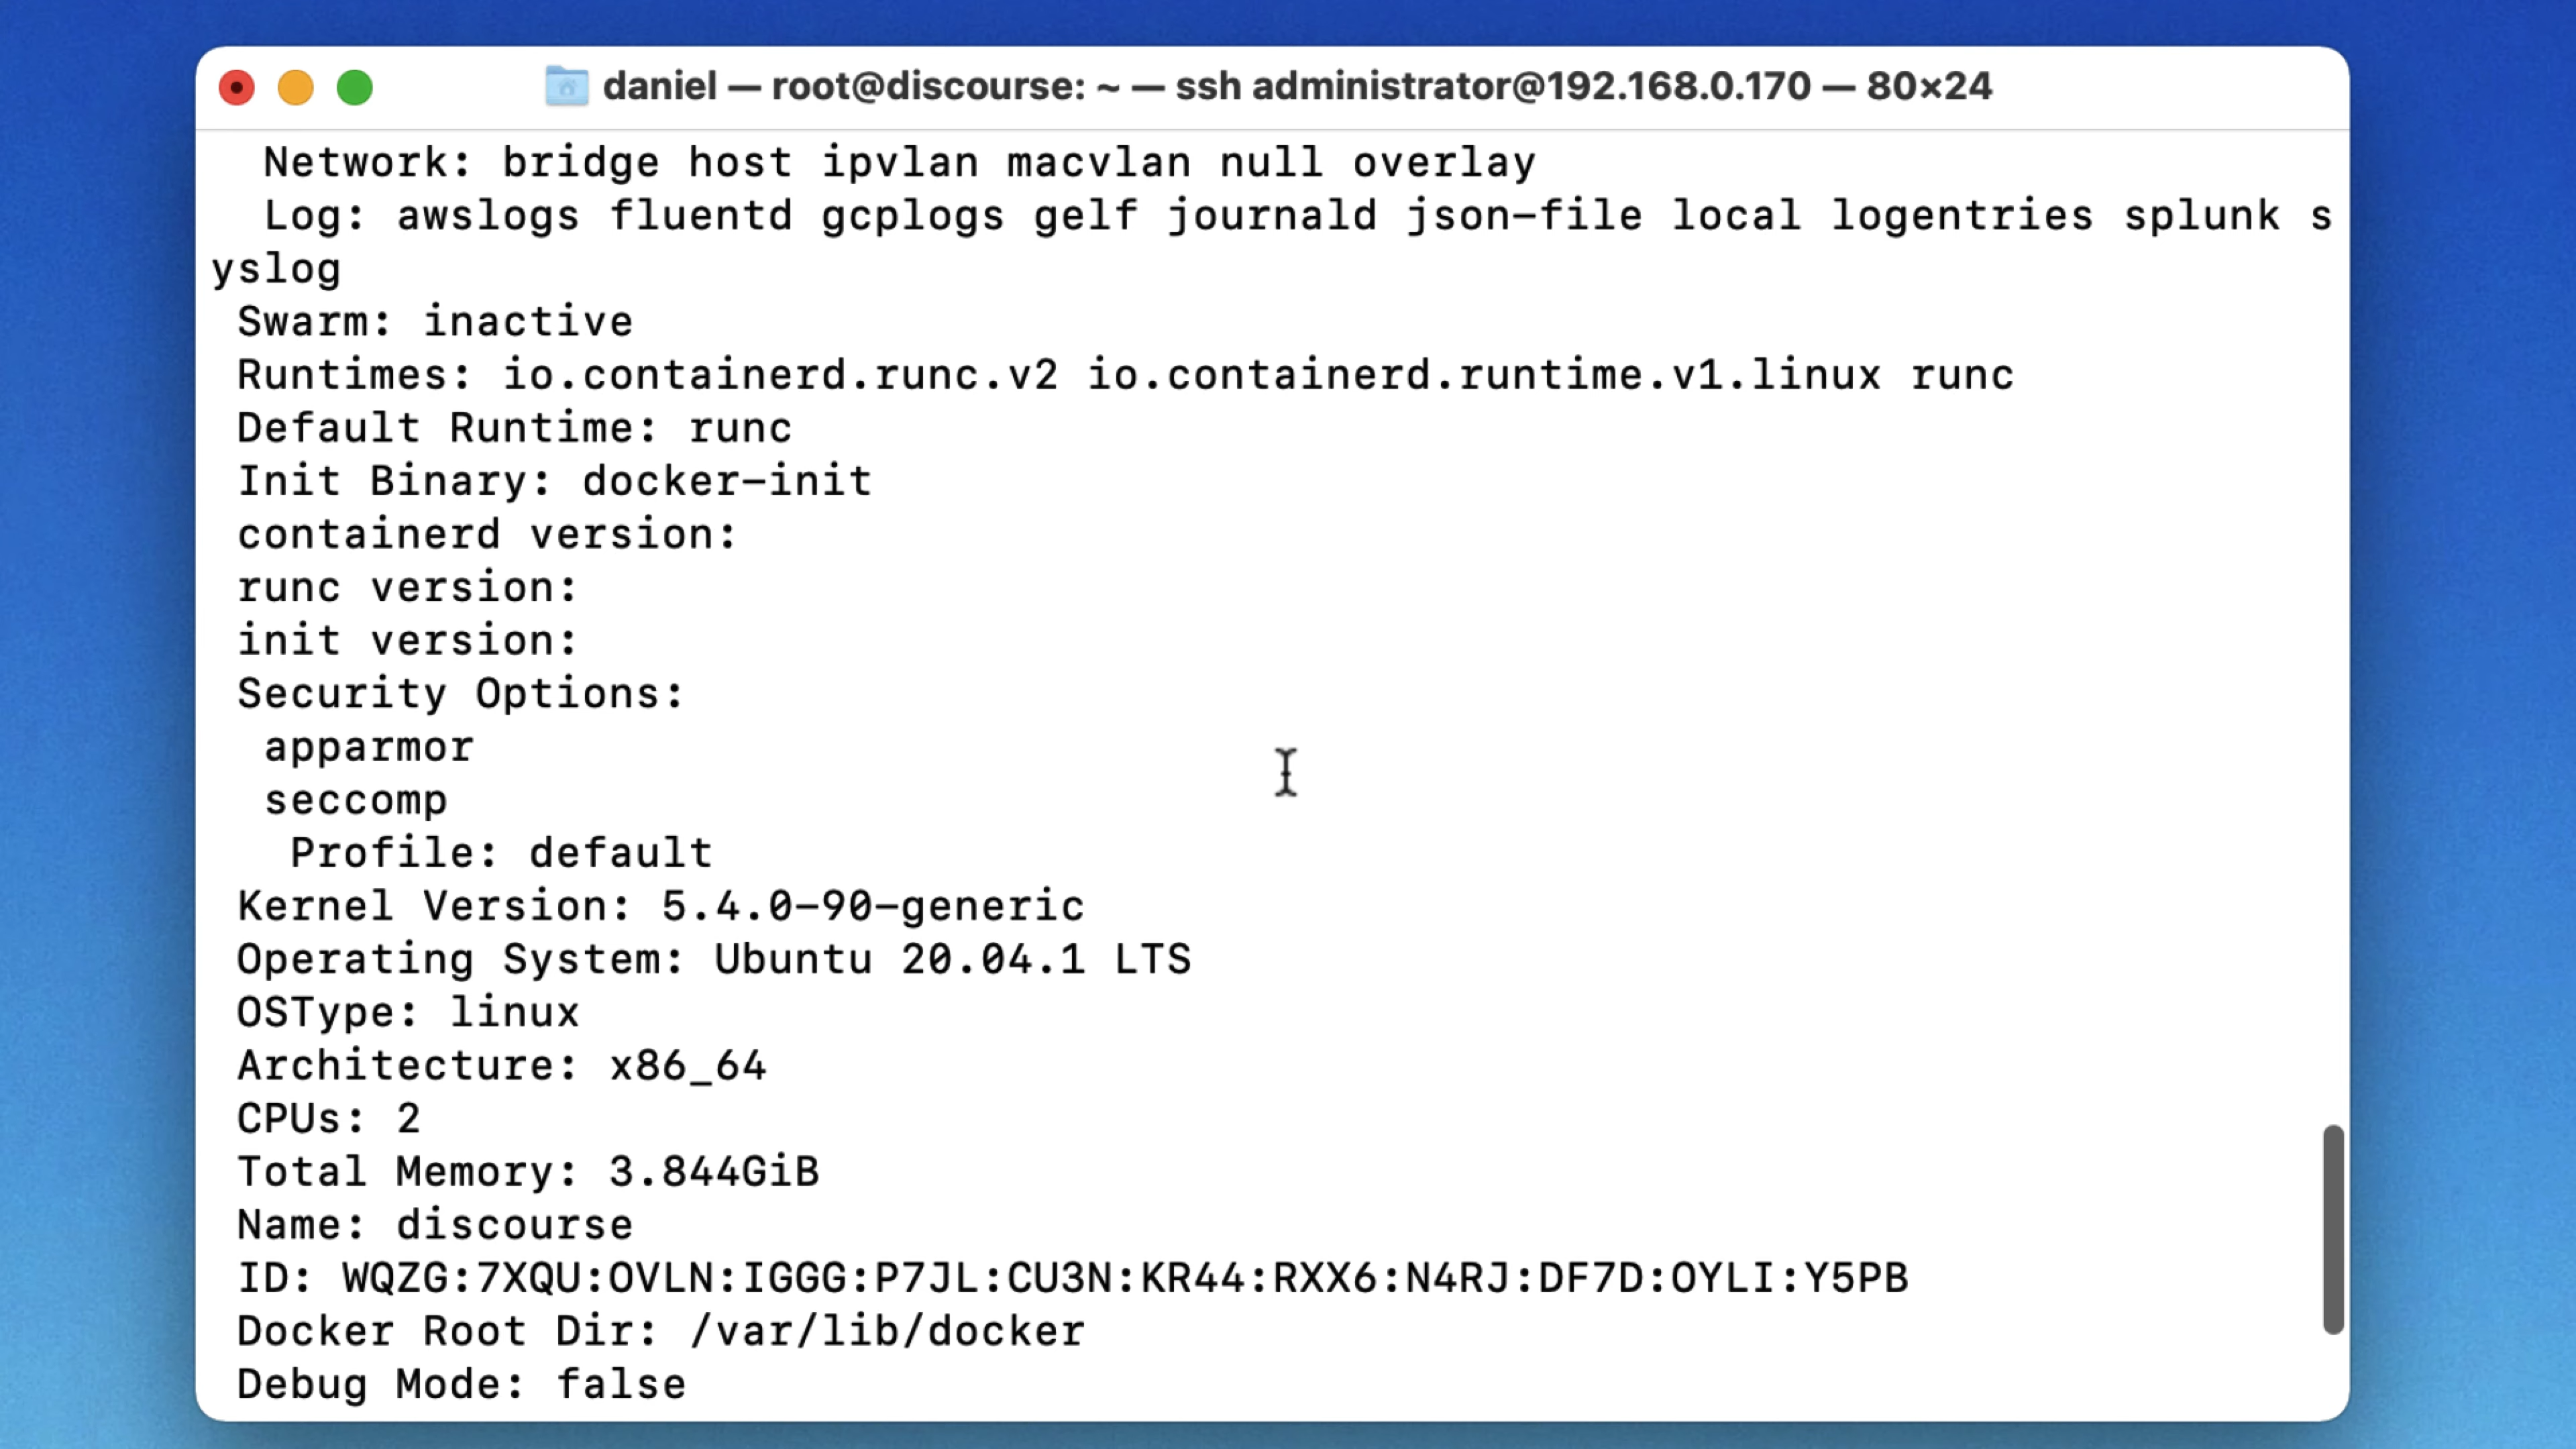 daniel — root@discourse: ~ — ssh administrator@192.168.0.170 — 80×24
Network: bridge host ipvlan macvlan null overlay
Log: awslogs fluentd gcplogs gelf journald json-file local logentries splunk s
yslog
Swarm: inactive
Runtimes: io.containerd.runc.v2 io.containerd.runtime.v1.linux runc
Default Runtime: runc
Init Binary: docker-init
containerd version:
runc version:
init version:
Security Options:
apparmor
seccomp
Profile: default
Kernel Version: 5.4.0-90-generic
Operating System: Ubuntu 20.04.1 LTS
OSType: linux
Architecture: x86_64
CPUs: 2
Total Memory: 3.844GiB
Name: discourse
ID: WQZG:7XQU:OVLN:IGGG:P7JL:CU3N:KR44:RXX6:N4RJ:DF7D:OYLI:Y5PB
Docker Root Dir: /var/lib/docker
Debug Mode: false